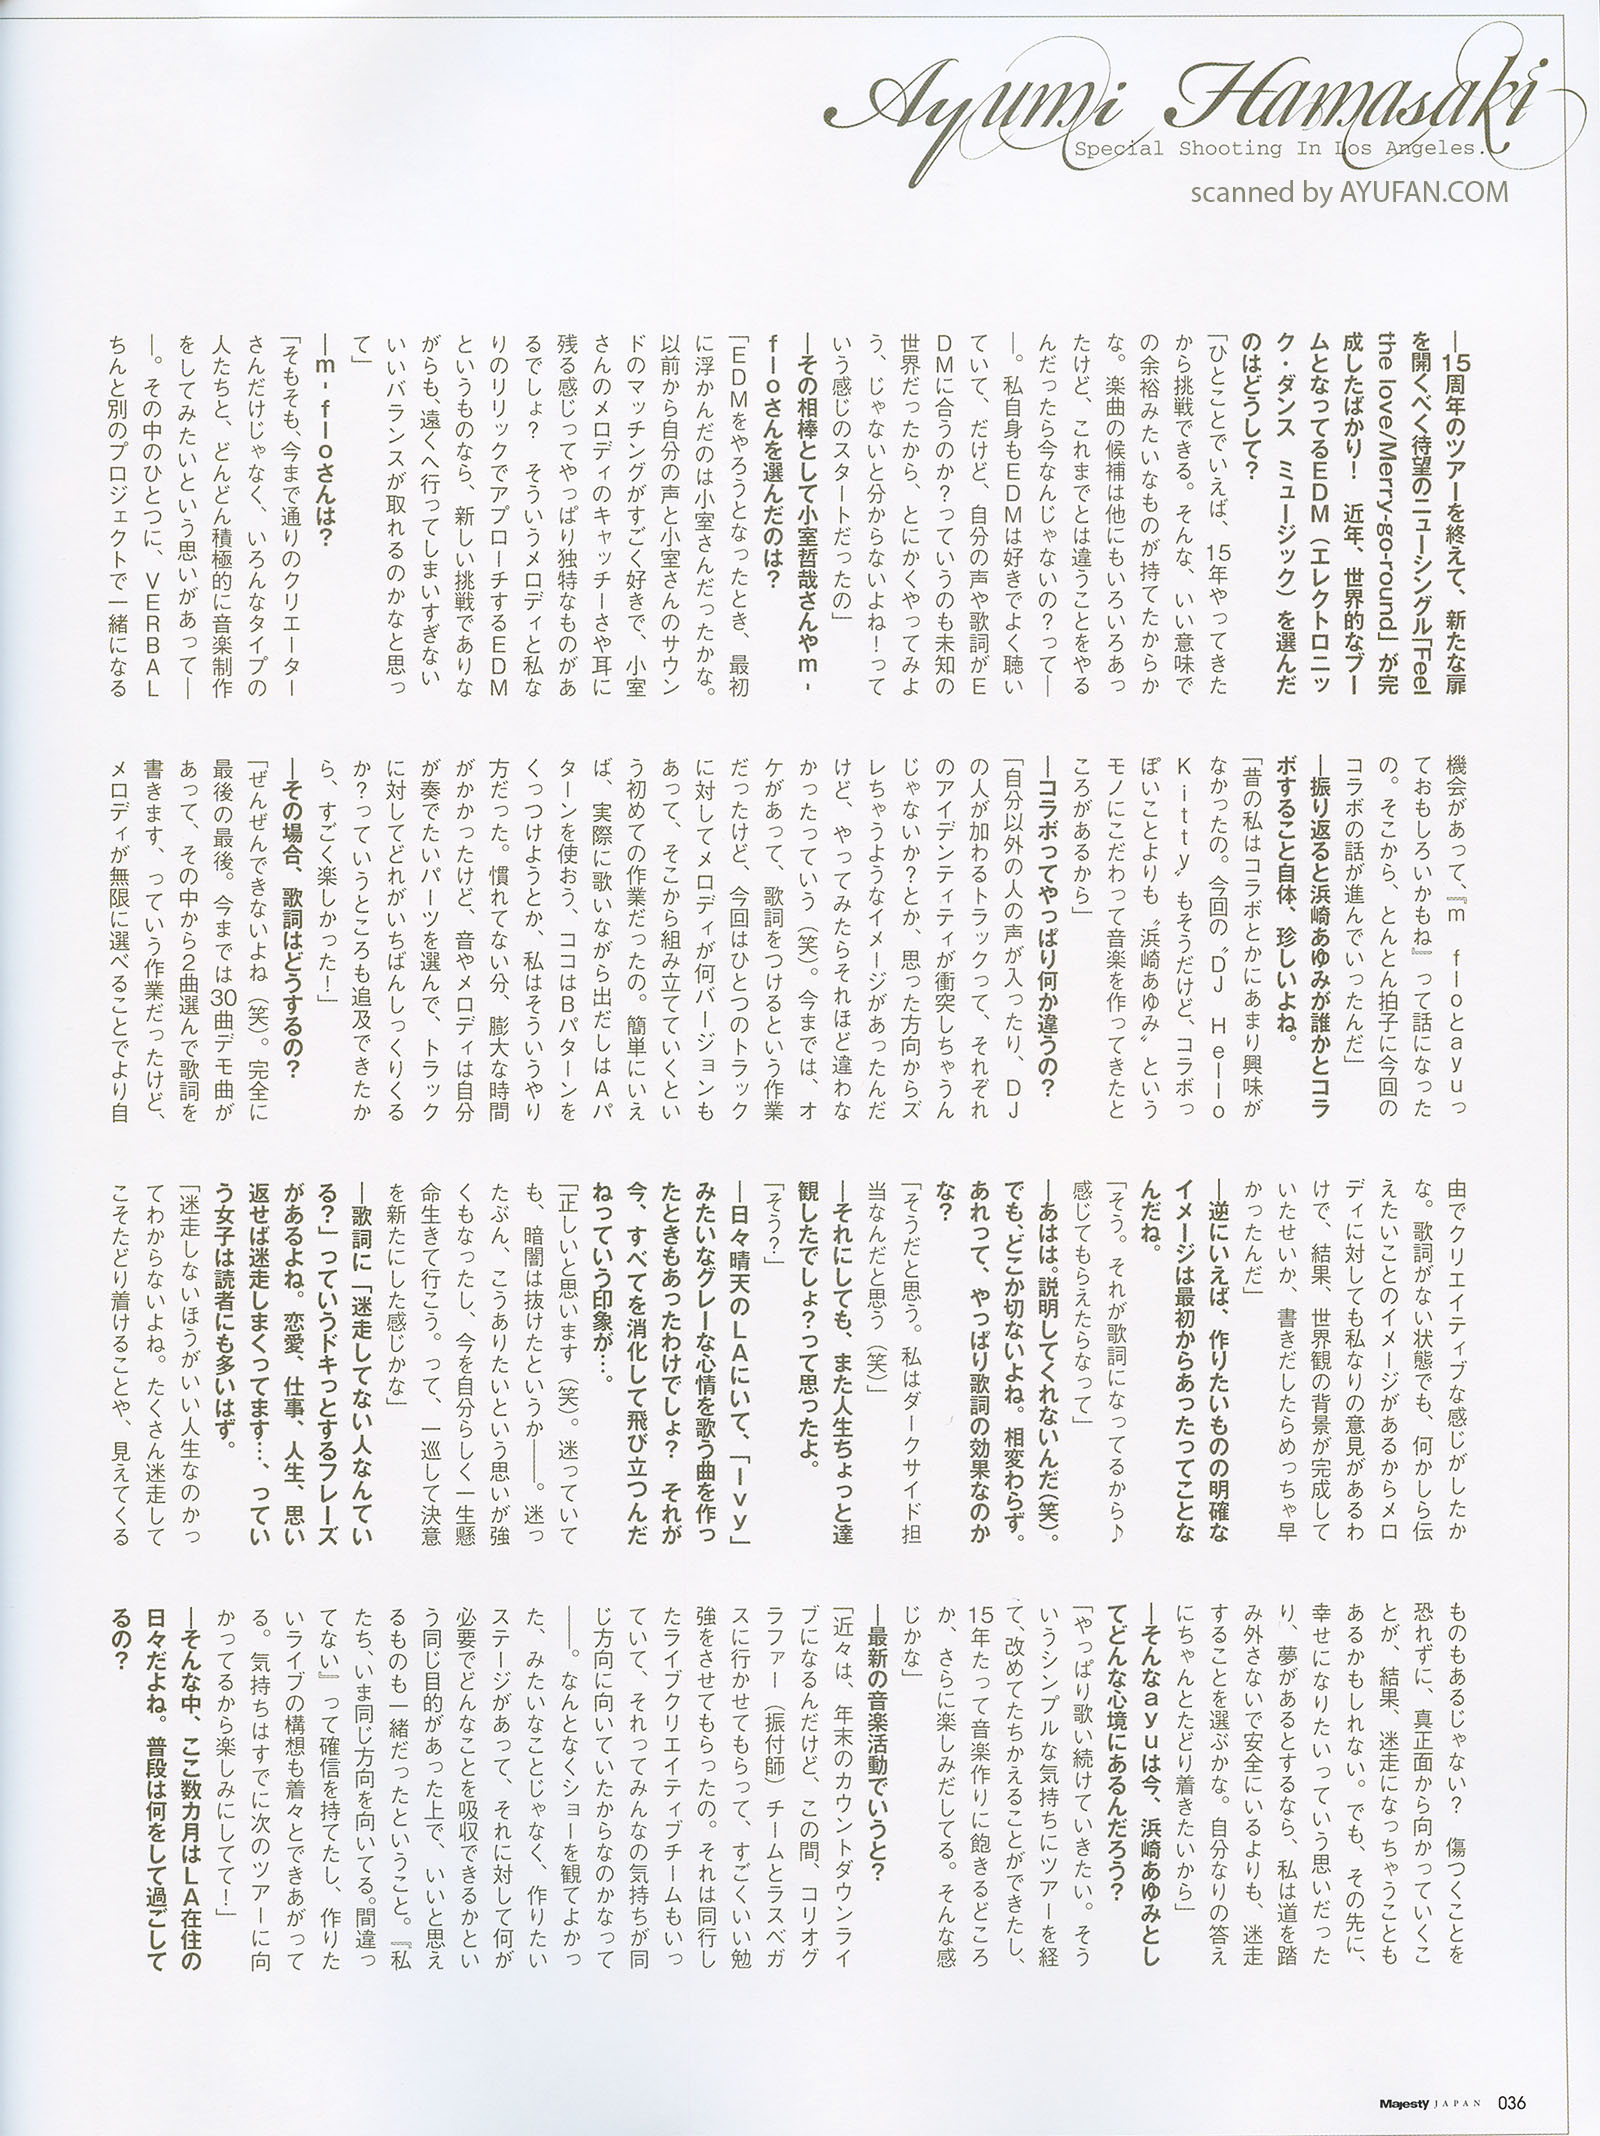 Ayumi Hamasaki
Special Shooting In Los Angeles.
scanned by AYUFAN.COM
―15周年のツアーを終えて、新たな扉
を開くべく待望のニューシングル「Feel
the love/Merry-go-round」が完
成したばかり！　近年、世界的なブー
ムとなってるEDM（エレクトロニッ
ク・ダンス　ミュージック）を選んだ
のはどうして？
「ひとことでいえば、15年やってきた
から挑戦できる。そんな、いい意味で
の余裕みたいなものが持てたからか
な。楽曲の候補は他にもいろいろあっ
たけど、これまでとは違うことをやる
んだったら今なんじゃないの？って―
―。私自身もEDMは好きでよく聴い
ていて、だけど、自分の声や歌詞がE
DMに合うのか？っていうのも未知の
世界だったから、とにかくやってみよ
う、じゃないと分からないよね！って
いう感じのスタートだったの」
―その相棒として小室哲哉さんやm-
floさんを選んだのは？
「EDMをやろうとなったとき、最初
に浮かんだのは小室さんだったかな。
以前から自分の声と小室さんのサウン
ドのマッチングがすごく好きで、小室
さんのメロディのキャッチーさや耳に
残る感じってやっぱり独特なものがあ
るでしょ？　そういうメロディと私な
りのリリックでアプローチするEDM
というものなら、新しい挑戦でありな
がらも、遠くへ行ってしまいすぎない
いいバランスが取れるのかなと思っ
て」
―m-floさんは？
「そもそも、今まで通りのクリエーター
さんだけじゃなく、いろんなタイプの
人たちと、どんどん積極的に音楽制作
をしてみたいという思いがあって―
―。その中のひとつに、VERBAL
ちんと別のプロジェクトで一緒になる
機会があって、『m floとayuっ
ておもしろいかもね』って話になった
の。そこから、とんとん拍子に今回の
コラボの話が進んでいったんだ」
―振り返ると浜崎あゆみが誰かとコラ
ボすること自体、珍しいよね。
「昔の私はコラボとかにあまり興味が
なかったの。今回の〝DJ Hello
Kitty〟もそうだけど、コラボっ
ぽいことよりも〝浜崎あゆみ〟という
モノにこだわって音楽を作ってきたと
ころがあるから」
―コラボってやっぱり何か違うの？
「自分以外の人の声が入ったり、DJ
の人が加わるトラックって、それぞれ
のアイデンティティが衝突しちゃうん
じゃないか？とか、思った方向からズ
レちゃうようなイメージがあったんだ
けど、やってみたらそれほど違わな
かったっていう（笑）。今までは、オ
ケがあって、歌詞をつけるという作業
だったけど、今回はひとつのトラック
に対してメロディが何バージョンも
あって、そこから組み立てていくとい
う初めての作業だったの。簡単にいえ
ば、実際に歌いながら出だしはAパ
ターンを使おう、ココはBパターンを
くっつけようとか、私はそういうやり
方だった。慣れてない分、膨大な時間
がかかったけど、音やメロディは自分
が奏でたいパーツを選んで、トラック
に対してどれがいちばんしっくりくる
か？っていうところも追及できたか
ら、すごく楽しかった！」
―その場合、歌詞はどうするの？
「ぜんぜんできないよね（笑）。完全に
最後の最後。今までは30曲デモ曲が
あって、その中から2曲選んで歌詞を
書きます、っていう作業だったけど、
メロディが無限に選べることでより自
由でクリエイティブな感じがしたか
な。歌詞がない状態でも、何かしら伝
えたいことのイメージがあるからメロ
ディに対しても私なりの意見があるわ
けで、結果、世界観の背景が完成して
いたせいか、書きだしたらめっちゃ早
かったんだ」
―逆にいえば、作りたいものの明確な
イメージは最初からあったってことな
んだね。
「そう。それが歌詞になってるから♪
感じてもらえたらなって」
―あはは。説明してくれないんだ（笑）。
でも、どこか切ないよね。相変わらず。
あれって、やっぱり歌詞の効果なのか
な？
「そうだと思う。私はダークサイド担
当なんだと思う（笑）」
―それにしても、また人生ちょっと達
観したでしょ？って思ったよ。
「そう？」
―日々晴天のLAにいて、「Ivy」
みたいなグレーな心情を歌う曲を作っ
たときもあったわけでしょ？　それが
今、すべてを消化して飛び立つんだ
ねっていう印象が…。
「正しいと思います（笑）。迷っていて
も、暗闇は抜けたというか――。迷っ
たぶん、こうありたいという思いが強
くもなったし、今を自分らしく一生懸
命生きて行こう。って、一巡して決意
を新たにした感じかな」
―歌詞に「迷走してない人なんてい
る？」っていうドキっとするフレーズ
があるよね。恋愛、仕事、人生、思い
返せば迷走しまくってます…、ってい
う女子は読者にも多いはず。
「迷走しないほうがいい人生なのかっ
てわからないよね。たくさん迷走して
こそたどり着けることや、見えてくる
ものもあるじゃない？　傷つくことを
恐れずに、真正面から向かっていくこ
とが、結果、迷走になっちゃうことも
あるかもしれない。でも、その先に、
幸せになりたいっていう思いだった
り、夢があるとするなら、私は道を踏
み外さないで安全にいるよりも、迷走
することを選ぶかな。自分なりの答え
にちゃんとたどり着きたいから」
―そんなayuは今、浜崎あゆみとし
てどんな心境にあるんだろう？
「やっぱり歌い続けていきたい。そう
いうシンプルな気持ちにツアーを経
て、改めてたちかえることができたし、
15年たって音楽作りに飽きるどころ
か、さらに楽しみだしてる。そんな感
じかな」
―最新の音楽活動でいうと？
「近々は、年末のカウントダウンライ
ブになるんだけど、この間、コリオグ
ラファー（振付師）チームとラスベガ
スに行かせてもらって、すごくいい勉
強をさせてもらったの。それは同行し
たライブクリエイティブチームもいっ
ていて、それってみんなの気持ちが同
じ方向に向いていたからなのかなって
――。なんとなくショーを観てよかっ
た、みたいなことじゃなく、作りたい
ステージがあって、それに対して何が
必要でどんなことを吸収できるかとい
う同じ目的があった上で、いいと思え
るものも一緒だったということ。『私
たち、いま同じ方向を向いてる。間違っ
てない』って確信を持てたし、作りた
いライブの構想も着々とできあがって
る。気持ちはすでに次のツアーに向
かってるから楽しみにしてて！」
―そんな中、ここ数カ月はLA在住の
日々だよね。普段は何をして過ごして
るの？
Majesty JAPAN 036